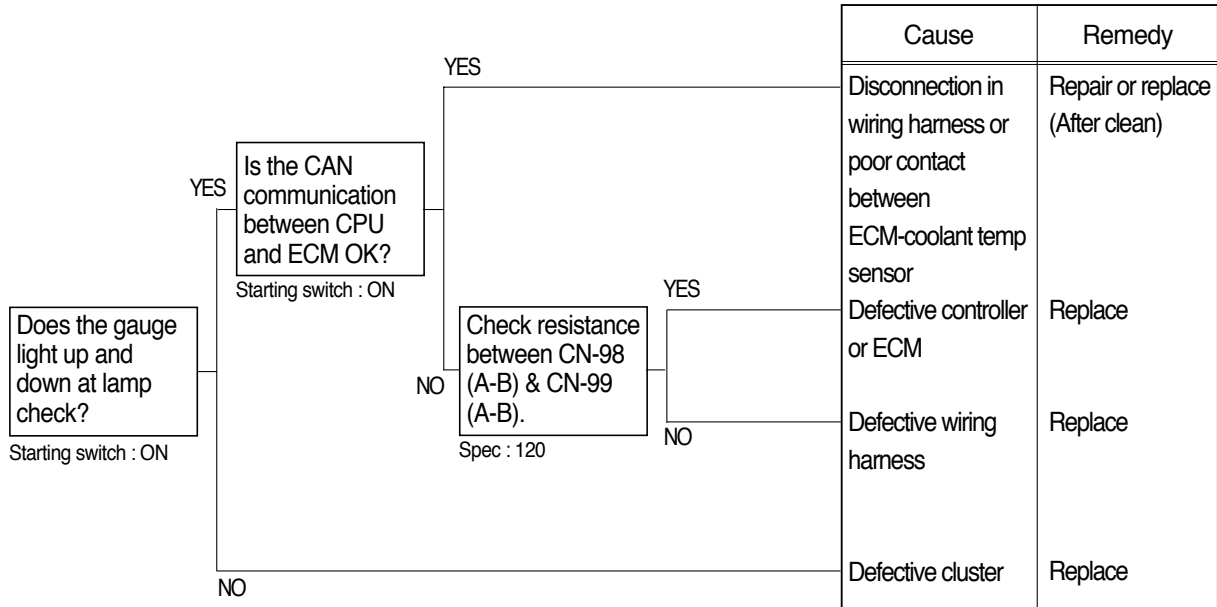 Cause
Remedy
YES
Disconnection in
wiring harness or
poor contact
between
ECM-coolant temp
sensor
Repair or replace
(After clean)
YES
Is the CAN
communication
between CPU
and ECM OK?
Starting switch : ON
YES
Defective controller
or ECM
Replace
Does the gauge
light up and
down at lamp
check?
Starting switch : ON
NO
Check resistance
between CN-98
(A-B) & CN-99
(A-B).
Spec : 120
NO
Defective wiring
harness
Replace
NO
Defective cluster
Replace